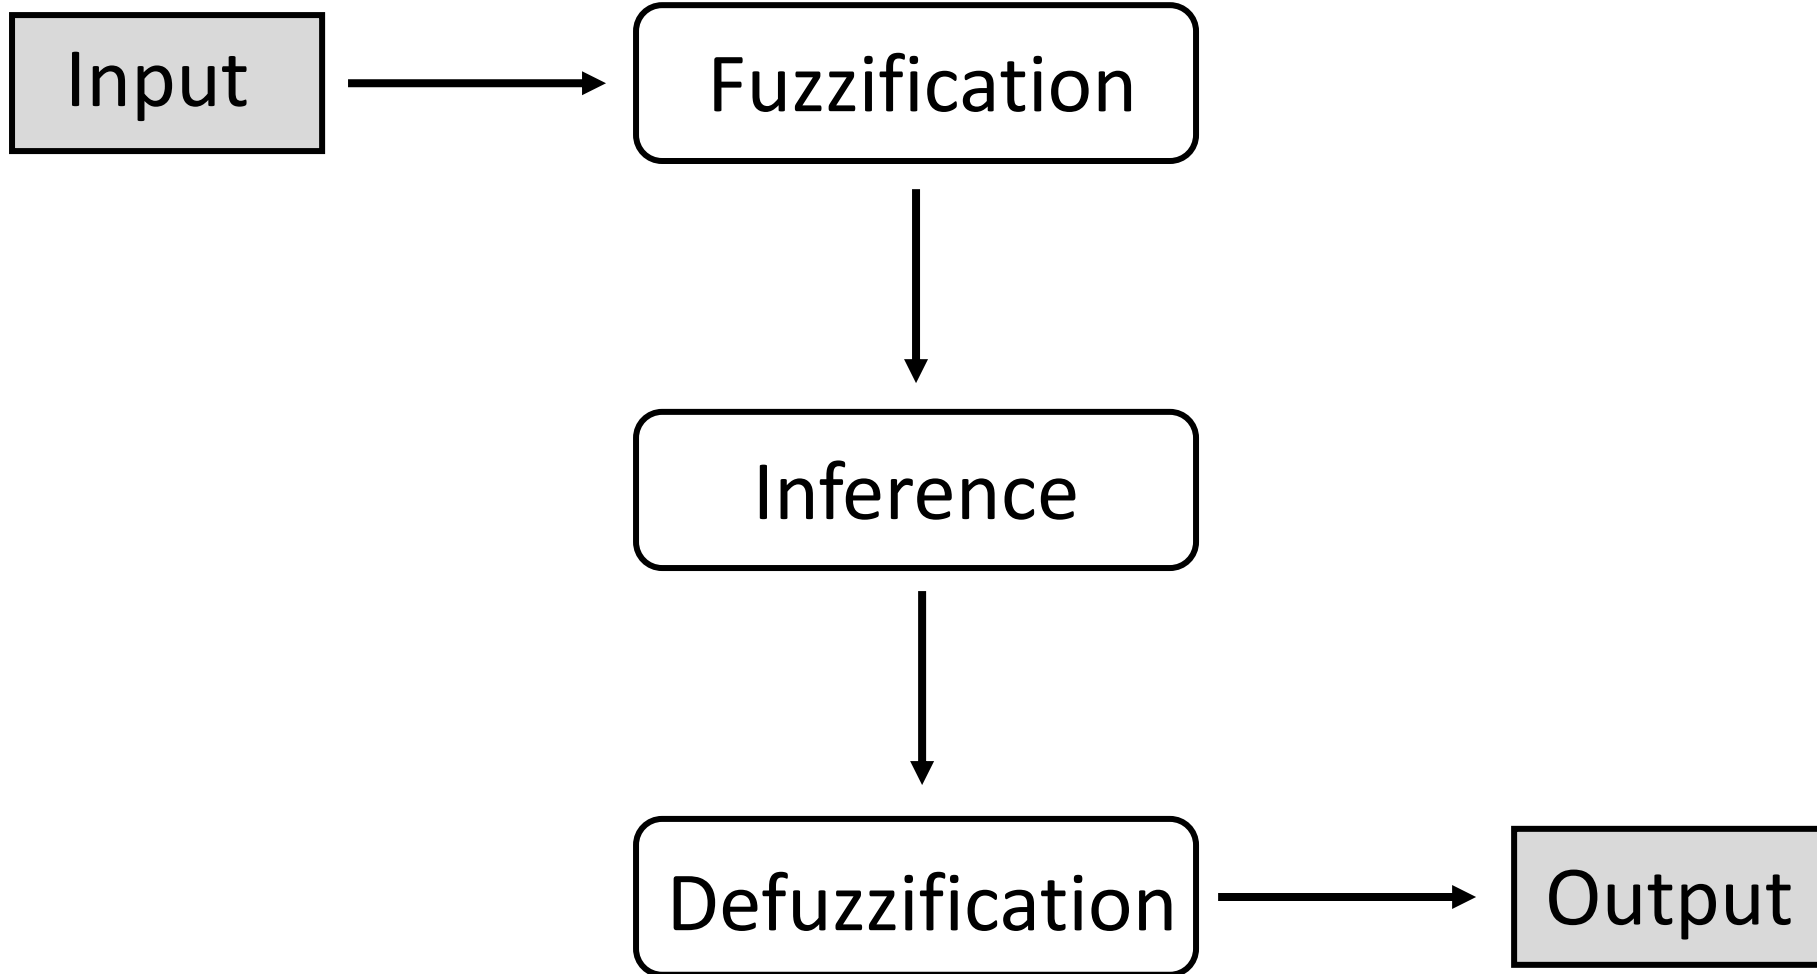 Input
Fuzzification
Inference
Defuzzification
Output